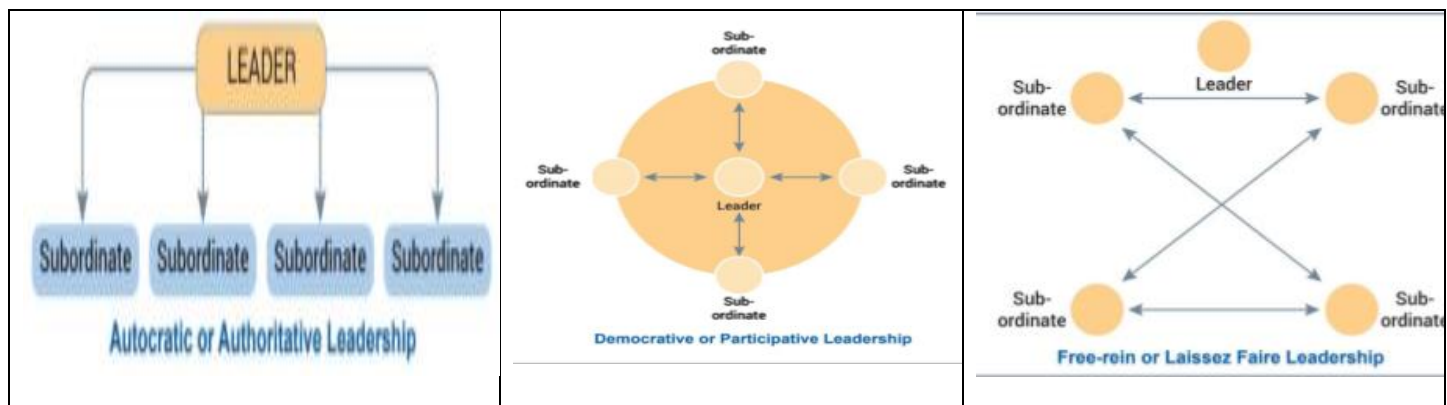 LEADER
Subordinate
Subordinate
Subordinate
Subordinate
Autocratic or Authoritative Leadership
Sub-
ordinate
Sub-
ordinate
Leader
Sub-
ordinate
Sub-
ordinate
Democrative or Participative Leadership
Leader
Sub-
ordinate
Sub-
ordinate
Sub-
ordinate
Sub-
ordinate
Free-rein or Laissez Faire Leadership